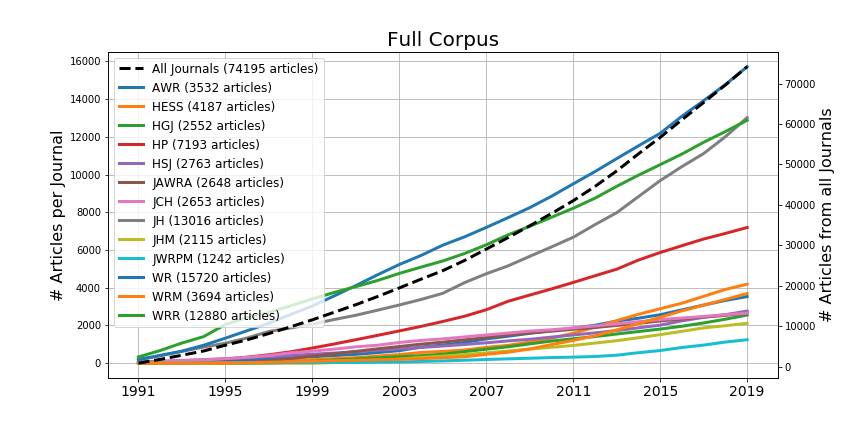 Full Corpus
# Articles per Journal
16000
14000
12000
10000
8000
6000
4000
2000
0
All Journals (74195 articles)
AWR (3532 articles)
HESS (4187 articles)
HGJ (2552 articles)
HP (7193 articles)
HSJ (2763 articles)
JAWRA (2648 articles)
JCH (2653 articles)
JH (13016 articles)
JHM (2115 articles)
JWRPM (1242 articles)
WR (15720 articles)
WRM (3694 articles)
WRR (12880 articles)
70000
60000
50000
40000
30000
20000
10000
0
# Articles from all Journals
1991 1995 1999 2003 2007 2011 2015 2019